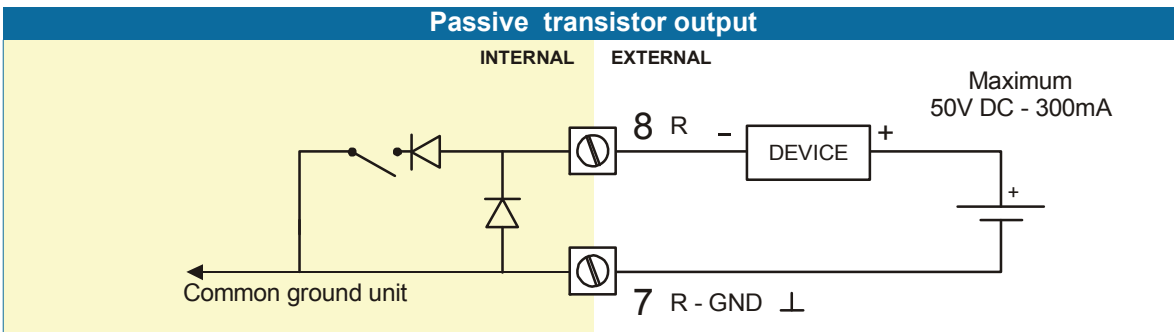 Passive transistor output
INTERNAL EXTERNAL
Maximum
50V DC - 300mA
8 R - +
DEVICE
+
Common ground unit
7 R - GND ⊥